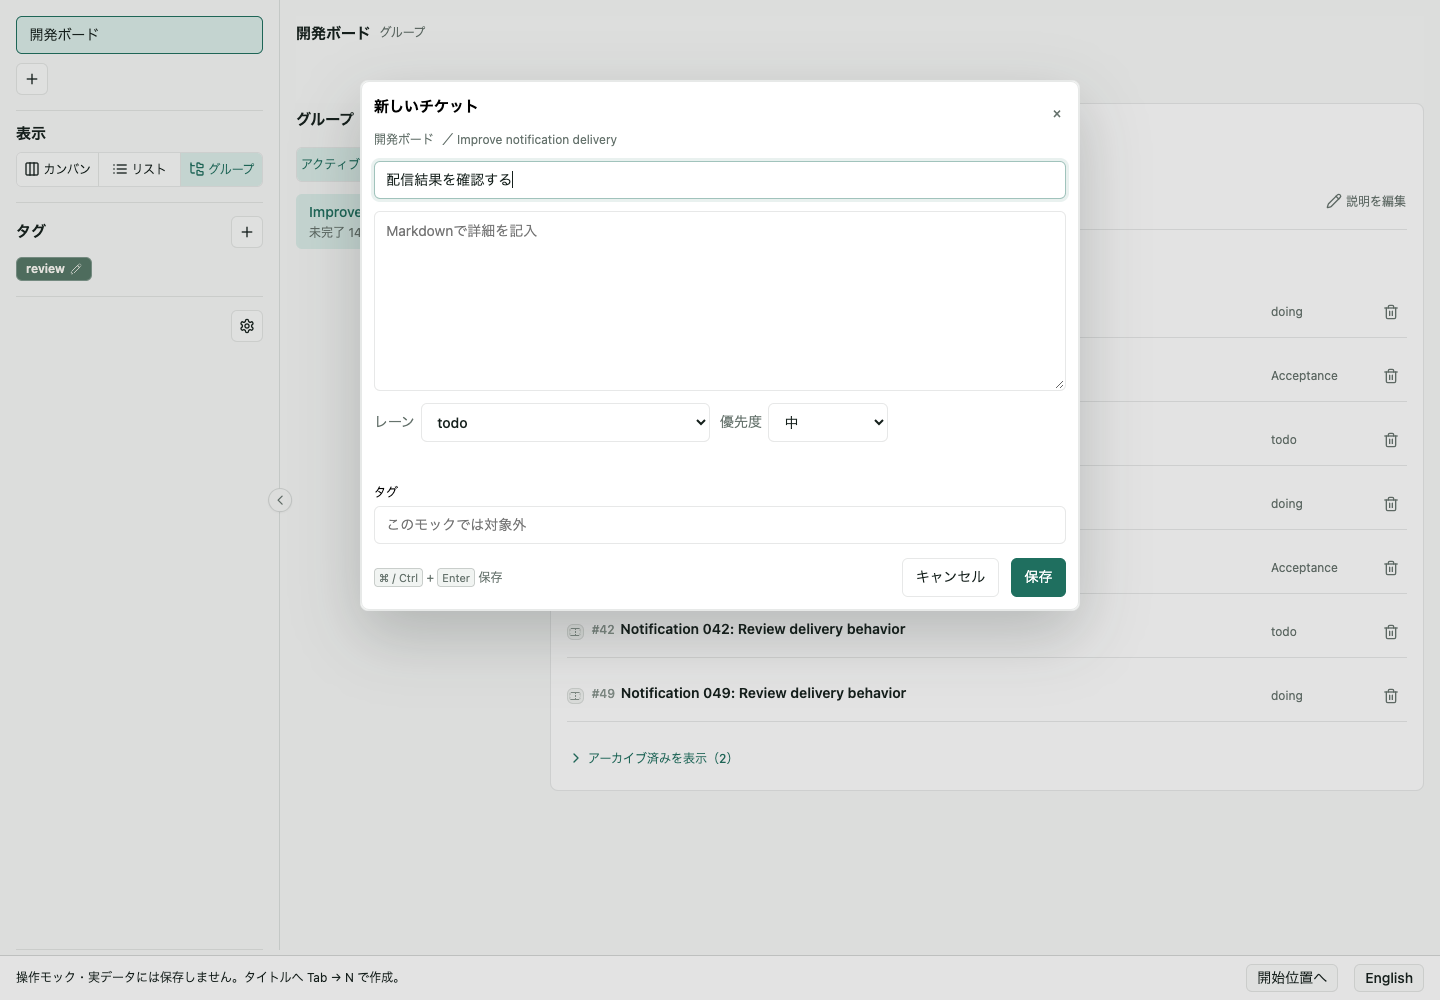 開発ボード
表示
カンバン
リスト
グループ
タグ
review
開発ボード グループ
グループ
アクティブ
Improve
未完了 14
新しいチケット
×
開発ボード ／ Improve notification delivery
配信結果を確認する
Markdownで詳細を記入
レーン todo 優先度 中
タグ
このモックでは対象外
⌘ / Ctrl + Enter 保存
キャンセル
保存
説明を編集
doing
Acceptance
todo
doing
Acceptance
#42 Notification 042: Review delivery behavior todo
#49 Notification 049: Review delivery behavior doing
アーカイブ済みを表示（2）
操作モック・実データには保存しません。タイトルへ Tab → N で作成。
開始位置へ
English